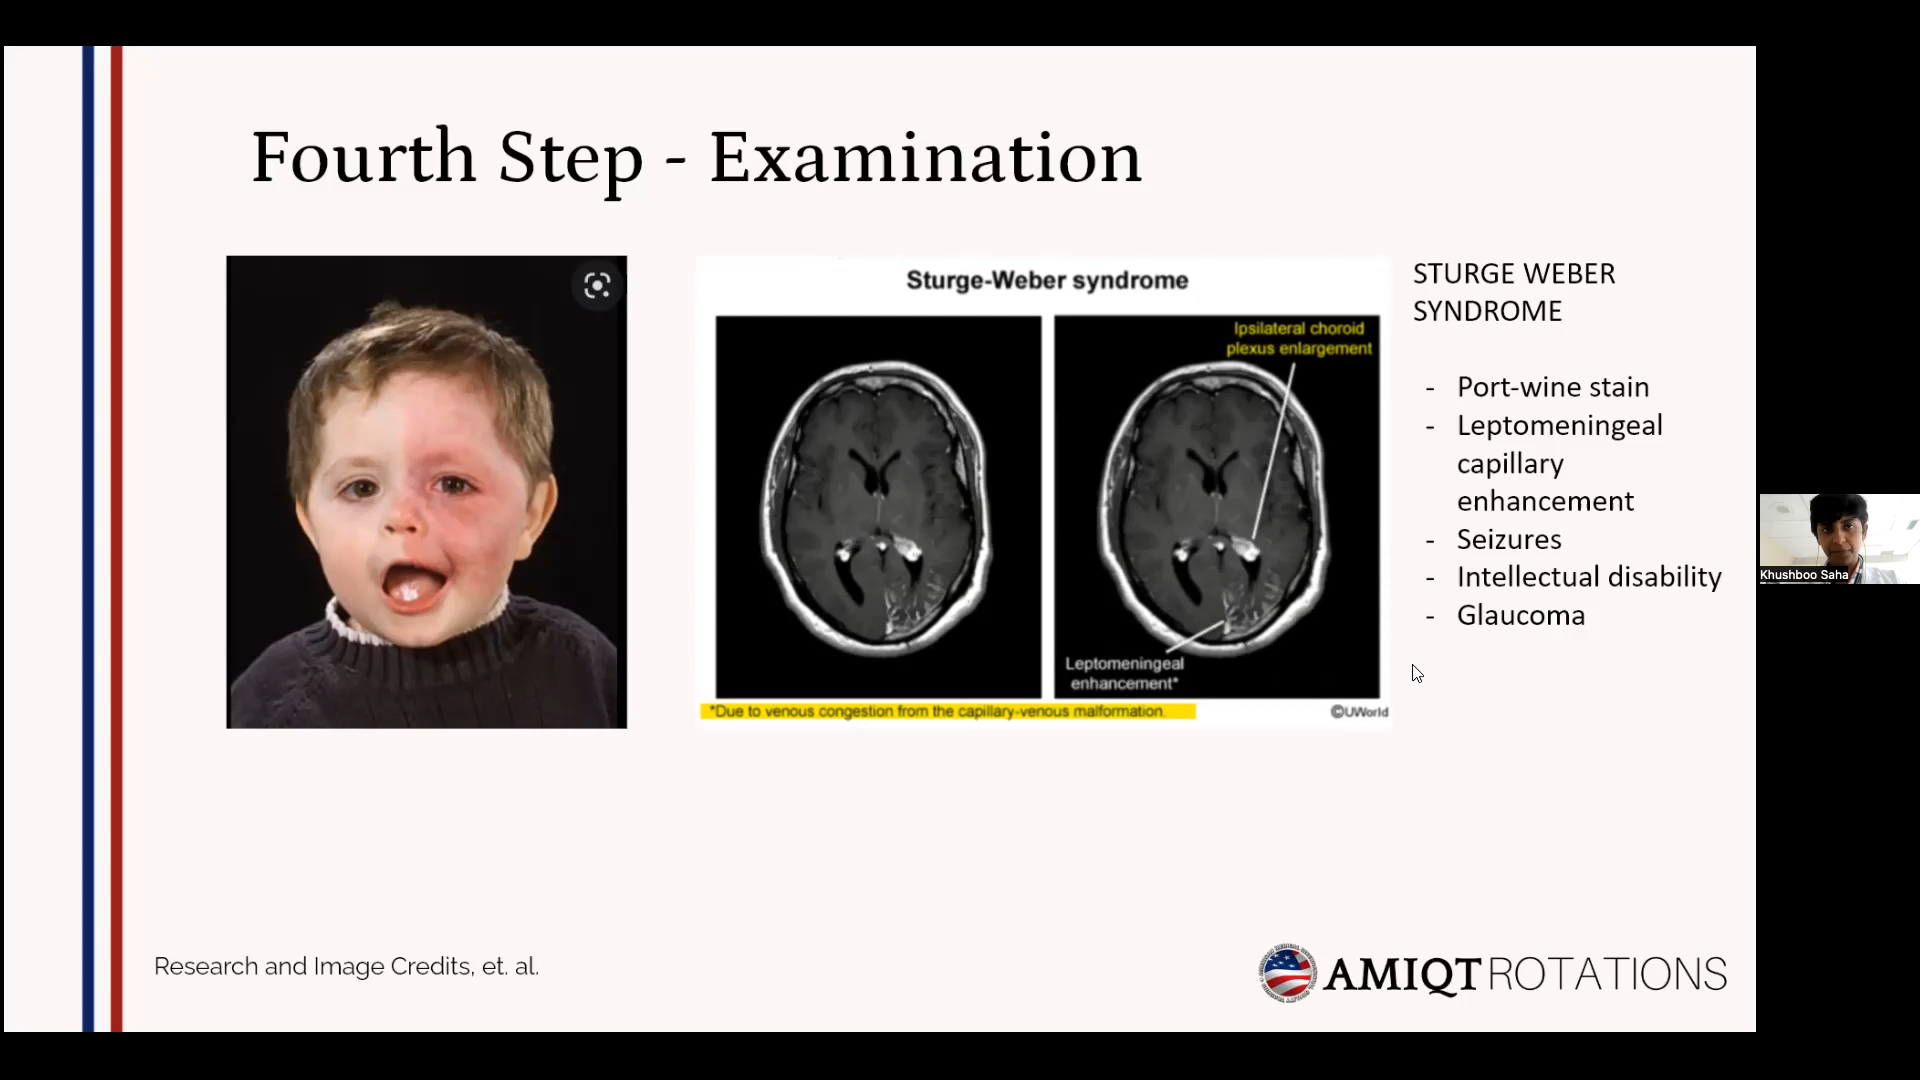 Fourth Step - Examination
Sturge-Weber syndrome
Ipsilateral choroid
plexus enlargement
Leptomeningeal
enhancement*
*Due to venous congestion from the capillary-venous malformation.
©UWorld
STURGE WEBER
SYNDROME
- Port-wine stain
- Leptomeningeal
capillary
enhancement
- Seizures
- Intellectual disability
- Glaucoma
Khushboo Saha
Research and Image Credits, et. al.
AMIQT ROTATIONS